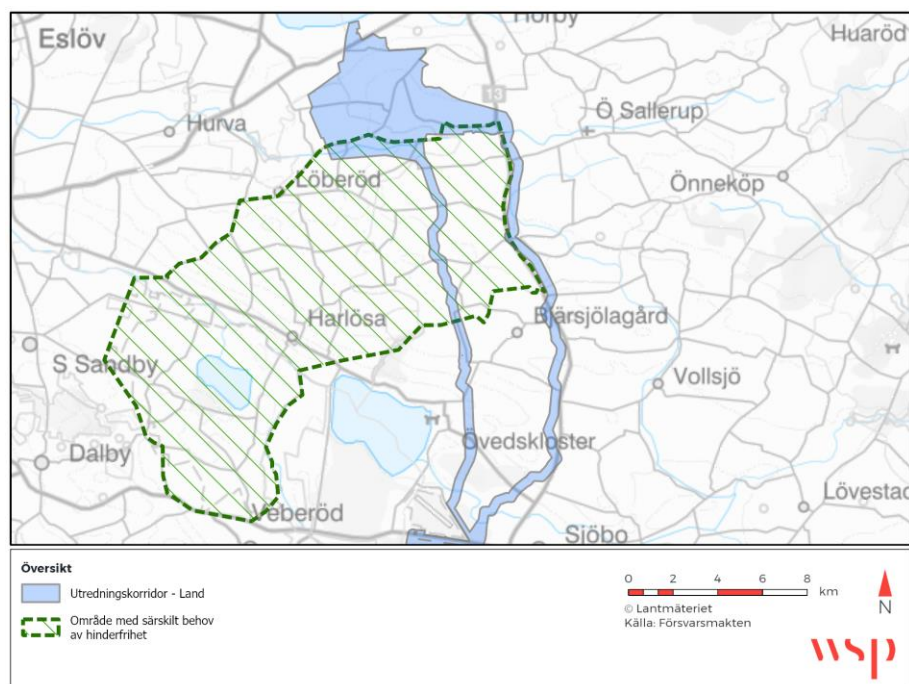 Eslöv
Hörby
Huaröd
13
Hurva
Ö Sallerup
Löberöd
Önneköp
Harlösa
Bjärsjölagård
S Sandby
Vollsjö
Dalby
Övedskloster
Veberöd
Sjöbo
Lövestad
Översikt
Utredningskorridor - Land
Område med särskilt behov
av hinderfrihet
0 2 4 6 8
km
© Lantmäteriet
Källa: Försvarsmakten
N
wsp